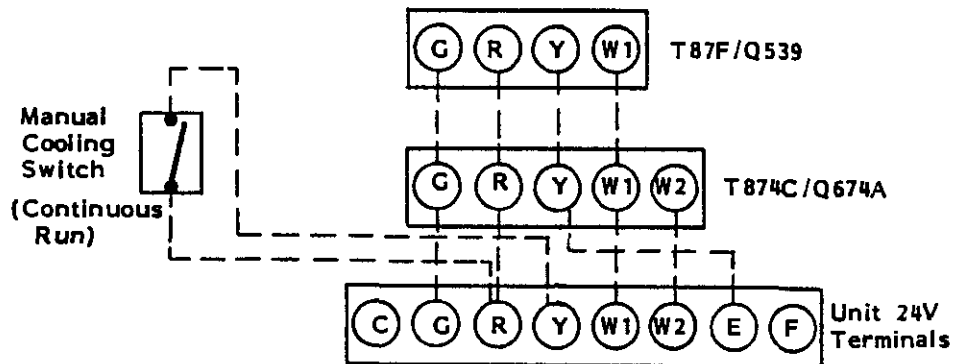 G R Y W1 T87F/Q539
Manual
Cooling
Switch
(Continuous
Run)
G R Y W1 W2 T874C/Q674A
C G R Y W1 W2 E F Unit 24V
Terminals